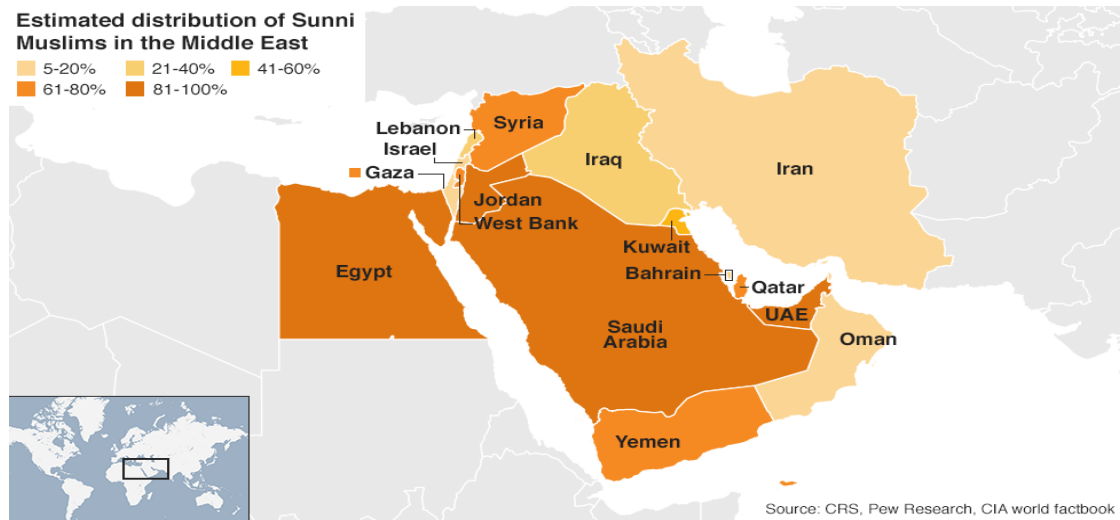 Estimated distribution of Sunni
Muslims in the Middle East
5-20% 21-40% 41-60%
61-80% 81-100%
Lebanon
Syria
Israel
Gaza
Iraq
Iran
Jordan
West Bank
Kuwait
Egypt
Bahrain
Qatar
UAE
Saudi
Arabia
Oman
Yemen
Source: CRS, Pew Research, CIA world factbook